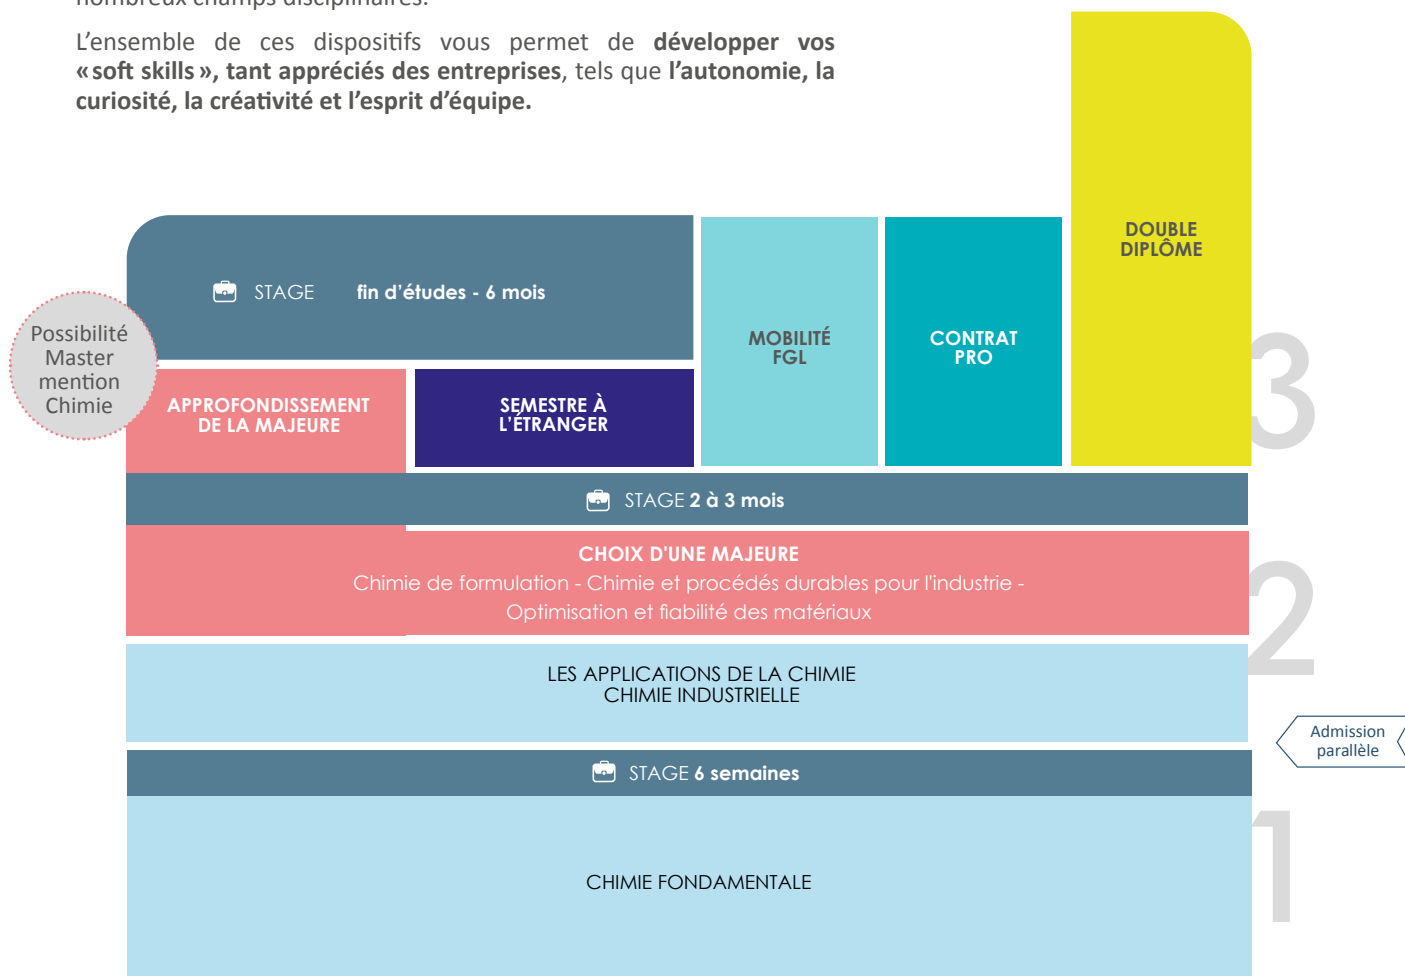 nombreux champs disciplinaires.
L'ensemble de ces dispositifs vous permet de développer vos
« soft skills », tant appréciés des entreprises, tels que l'autonomie, la
curiosité, la créativité et l'esprit d'équipe.
DOUBLE
DIPLÔME
STAGE fin d'études - 6 mois
Possibilité
Master
mention
Chimie
MOBILITÉ
FGL
CONTRAT
PRO
3
APPROFONDISSEMENT
DE LA MAJEURE
SEMESTRE À
L'ÉTRANGER
STAGE 2 à 3 mois
CHOIX D'UNE MAJEURE
Chimie de formulation - Chimie et procédés durables pour l'industrie -
Optimisation et fiabilité des matériaux
2
LES APPLICATIONS DE LA CHIMIE
CHIMIE INDUSTRIELLE
Admission
parallèle
STAGE 6 semaines
1
CHIMIE FONDAMENTALE